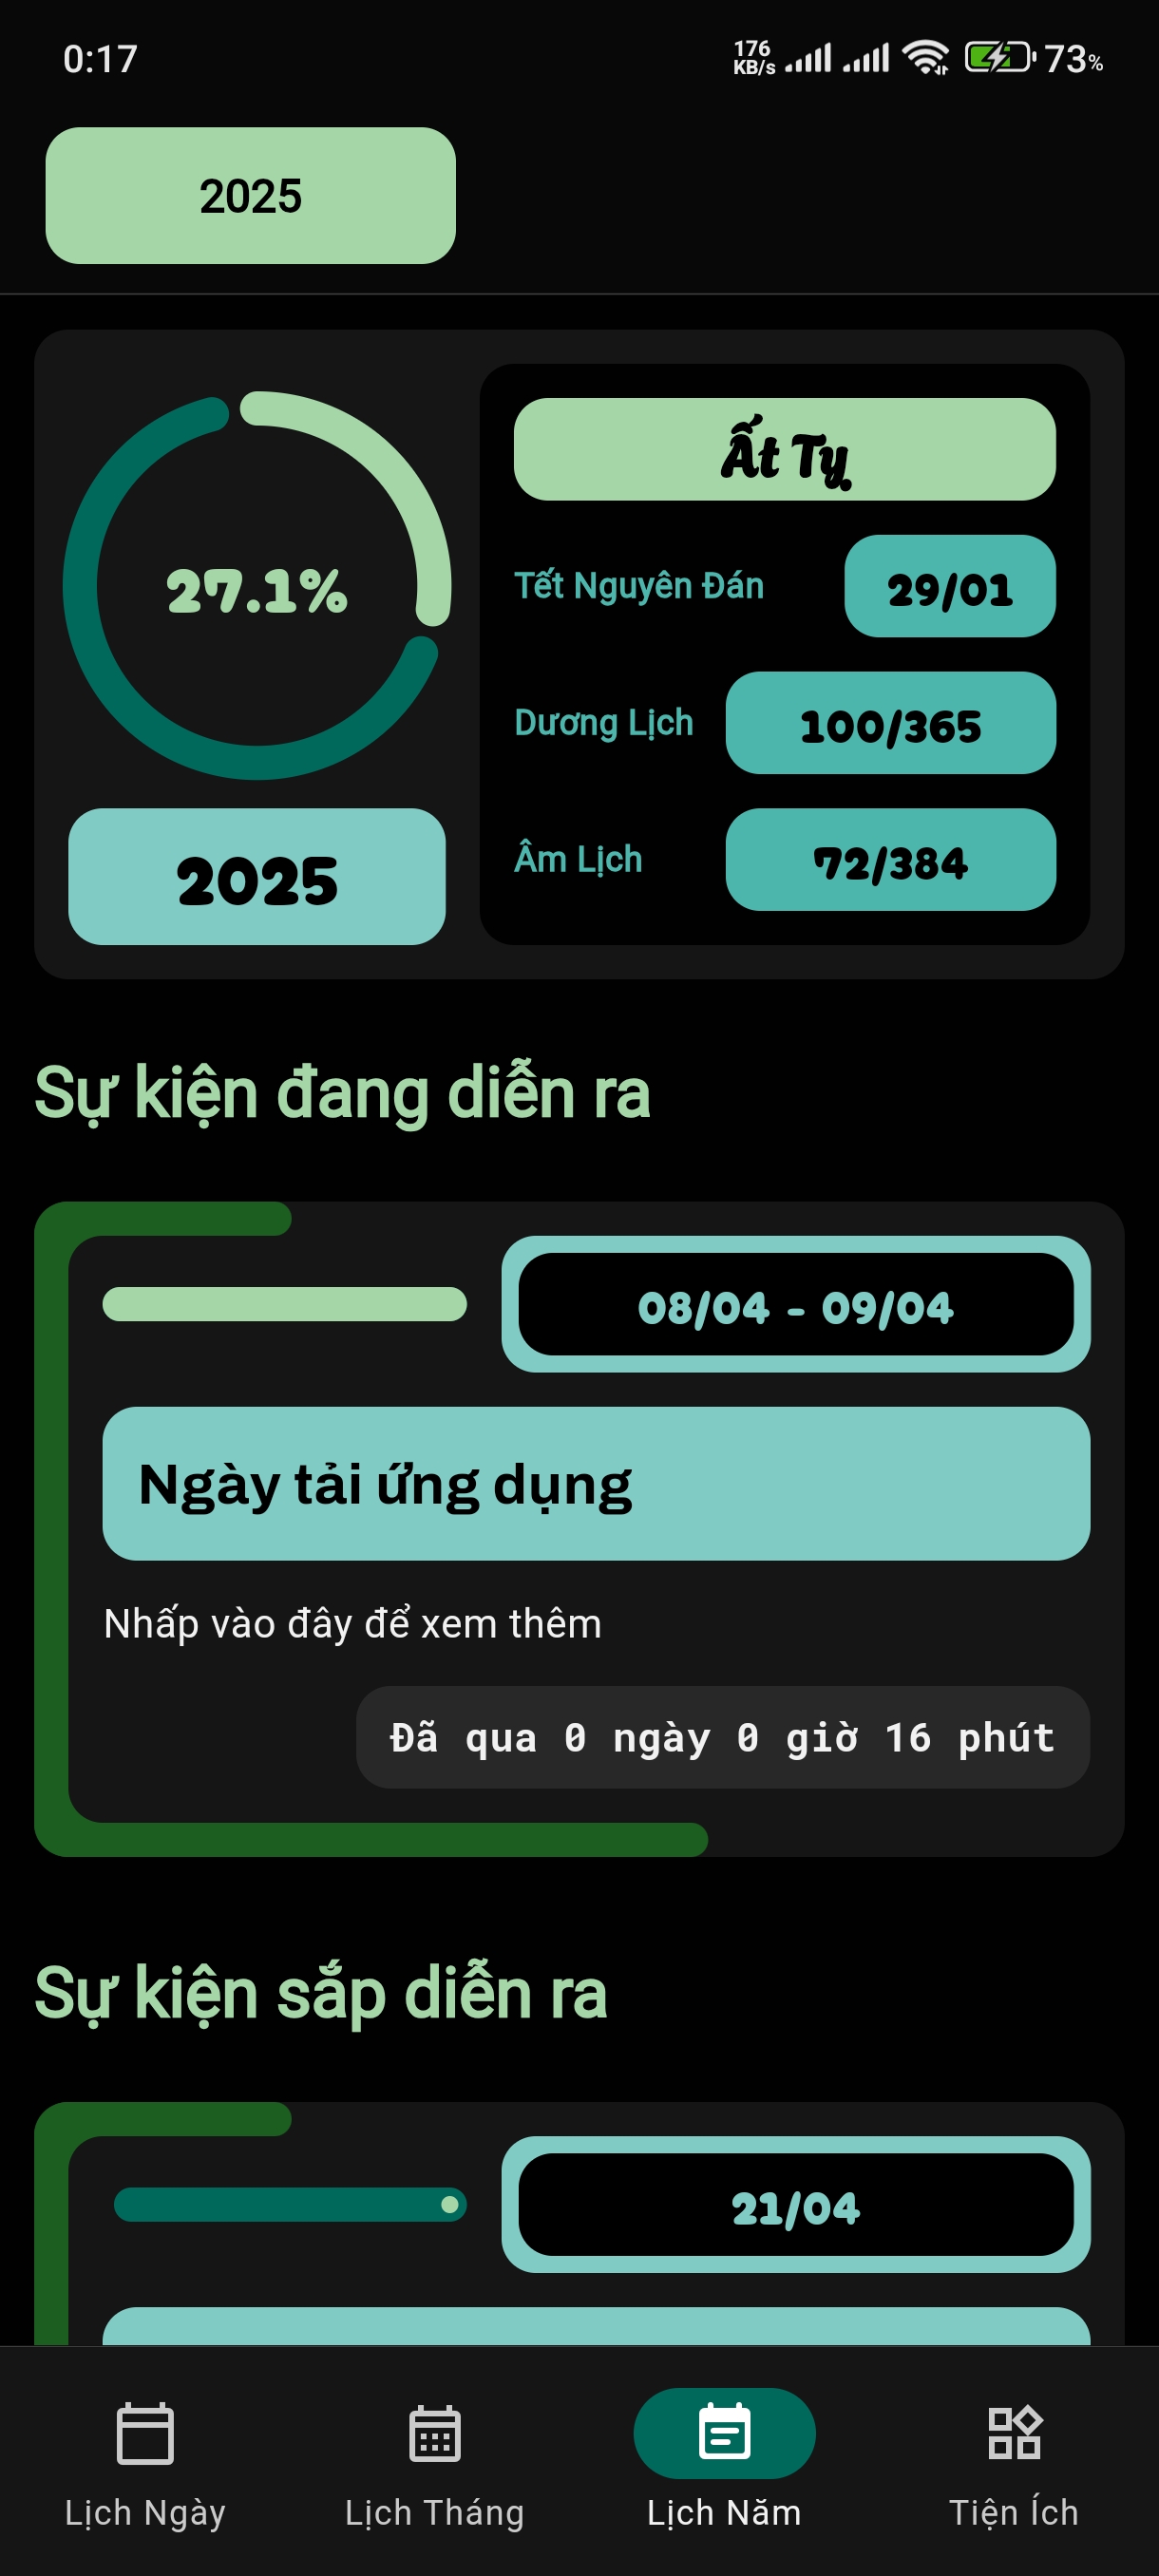 0:17
176
KB/s
73%
2025
27.1%
2025
Ất Tỵ
Tết Nguyên Đán
29/01
Dương Lịch
100/365
Âm Lịch
72/384
Sự kiện đang diễn ra
08/04 - 09/04
Ngày tải ứng dụng
Nhấp vào đây để xem thêm
Đã qua 0 ngày 0 giờ 16 phút
Sự kiện sắp diễn ra
21/04
Lịch Ngày
Lịch Tháng
Lịch Năm
Tiện Ích